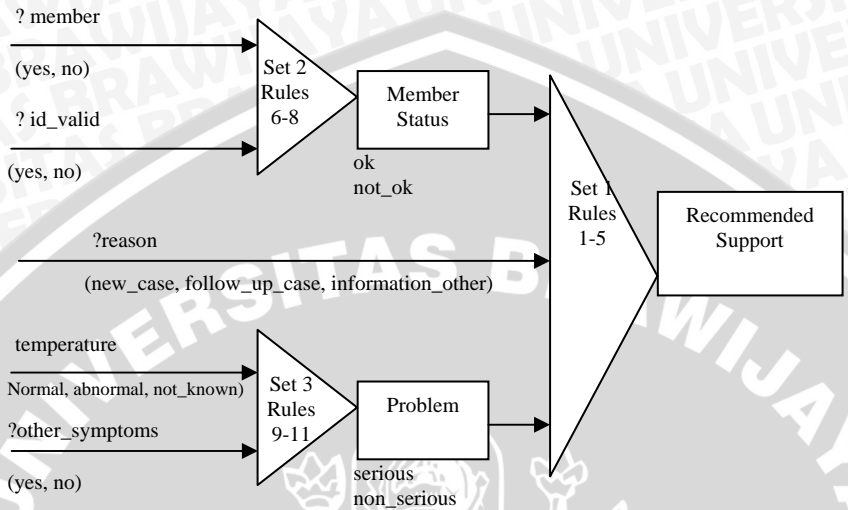 ? member
(yes, no)
Set 2
Rules
6-8
Member
Status
ok
not_ok
? id_valid
(yes, no)
?reason
(new_case, follow_up_case, information_other)
Set 1
Rules
1-5
Recommended
Support
temperature
Normal, abnormal, not_known)
Set 3
Rules
9-11
Problem
serious
non_serious
?other_symptoms
(yes, no)
UNIVERSITAS BRAWIJAYA